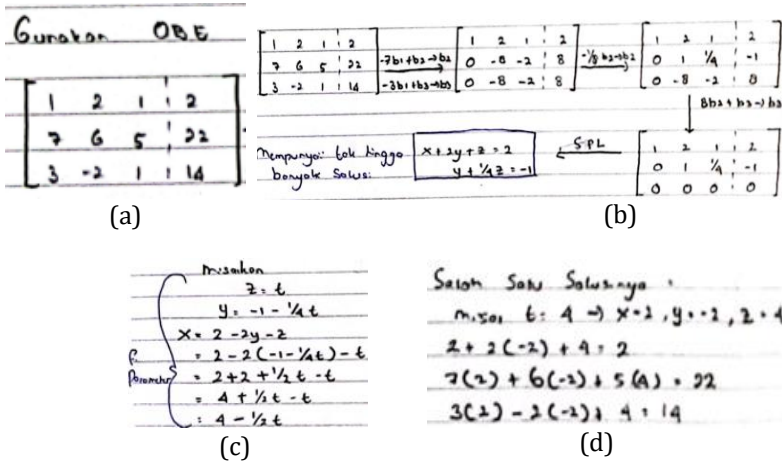 Gunakan OBE
1 2 1 2
7 6 5 22
3 -2 1 14
(a)
1 2 1 2
7 6 5 22
3 -2 1 14
-7b1+b2→b2
-3b1+b3→b3
1 2 1 2
0 -8 -2 8
0 -8 -2 8
-1/8 b2→b2
1 2 1 2
0 1 1/4 -1
0 -8 -2 8
8b2+b3→b3
1 2 1 2
0 1 1/4 -1
0 0 0 0
SPL
x+2y+z=2
y+1/4z=-1
Mempunyai tak hingga
banyak solusi
(b)
misalkan
z=t
y=-1-1/4t
x=2-2y-z
=2-2(-1-1/4t)-t
=2+2+1/2t-t
=4+1/2t-t
=4-1/2t
Parameter
(c)
Salah Satu Solusinya :
misal t=4 → x=2, y=-2, z=4
2+2(-2)+4=2
7(2)+6(-2)+5(4)=22
3(2)-2(-2)+4=14
(d)